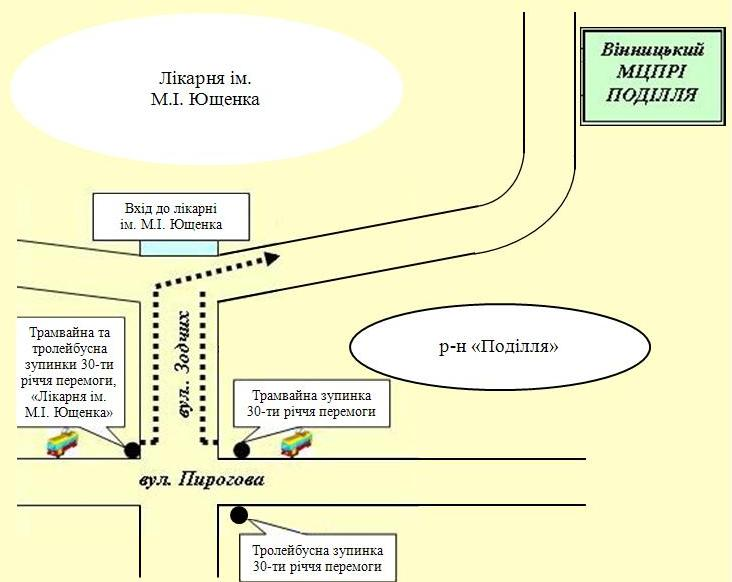 Вінницький
МЦПРІ
ПОДІЛЛЯ
Лікарня ім.
М.І. Ющенка
Вхід до лікарні
ім. М.І. Ющенка
Трамвайна та
тролейбусна
зупинки 30-ти
річчя перемоги,
«Лікарня ім.
М.І. Ющенка»
вул.. Зодчих
р-н «Поділля»
Трамвайна зупинка
30-ти річчя перемоги
вул. Пирогова
Тролейбусна зупинка
30-ти річчя перемоги